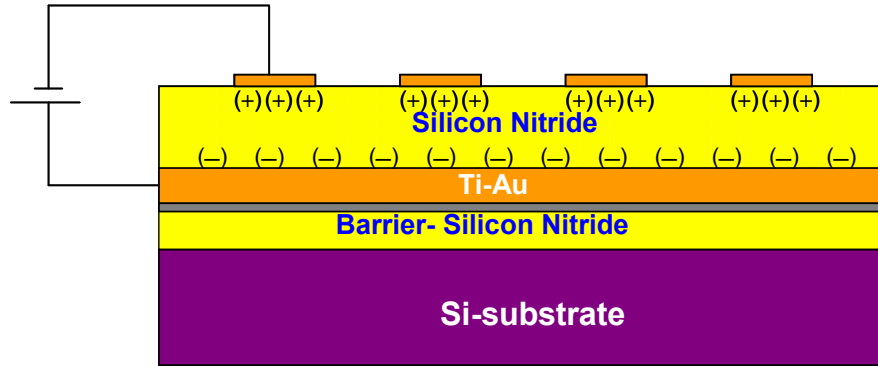 (+)(+)(+) (+)(+)(+) (+)(+)(+) (+)(+)(+)
Silicon Nitride
(–) (–) (–) (–) (–) (–) (–) (–) (–) (–) (–) (–)
Ti-Au
Barrier- Silicon Nitride
Si-substrate